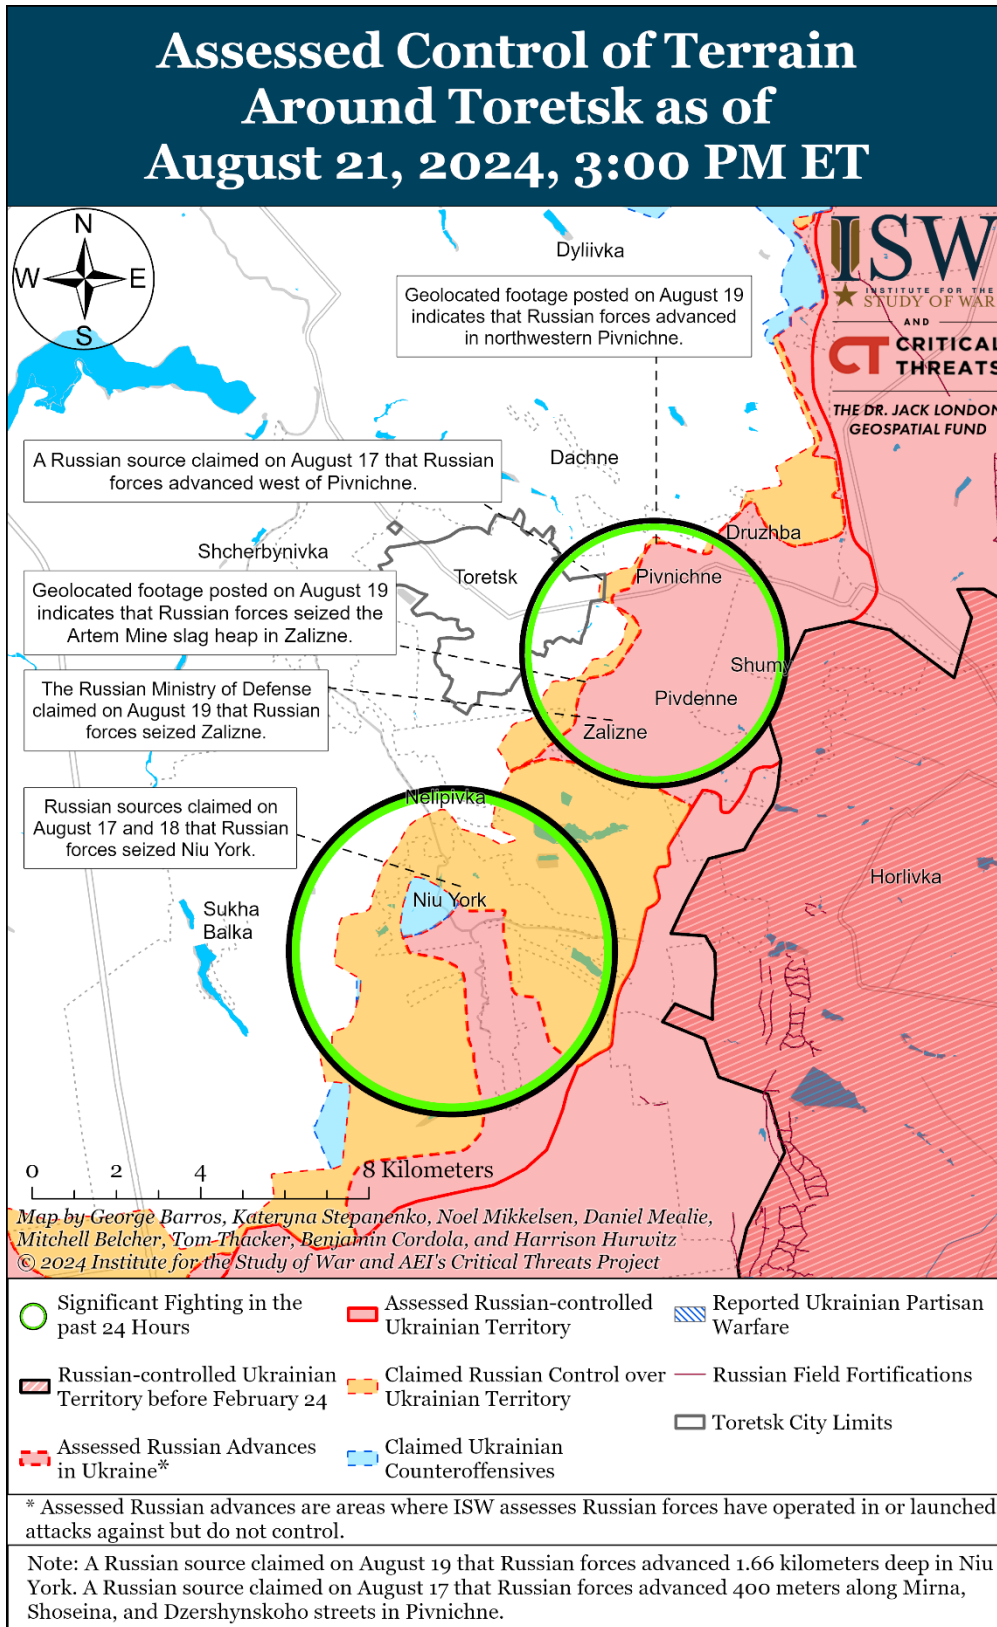 Assessed Control of Terrain
Around Toretsk as of
August 21, 2024, 3:00 PM ET
N
W
E
S
Dyliivka
ISW
INSTITUTE FOR THE
STUDY OF WAR
AND
CT CRITICAL
THREATS
THE DR. JACK LONDON
GEOSPATIAL FUND
Geolocated footage posted on August 19
indicates that Russian forces advanced
in northwestern Pivnichne.
A Russian source claimed on August 17 that Russian
forces advanced west of Pivnichne.
Dachne
Druzhba
Shcherbynivka
Toretsk
Pivnichne
Geolocated footage posted on August 19
indicates that Russian forces seized the
Artem Mine slag heap in Zalizne.
Shumy
Pivdenne
The Russian Ministry of Defense
claimed on August 19 that Russian
forces seized Zalizne.
Zalizne
Nelipivka
Russian sources claimed on
August 17 and 18 that Russian
forces seized Niu York.
Horlivka
Niu York
Sukha
Balka
0 2 4 8 Kilometers
Map by George Barros, Kateryna Stepanenko, Noel Mikkelsen, Daniel Mealie,
Mitchell Belcher, Tom Thacker, Benjamin Cordola, and Harrison Hurwitz
© 2024 Institute for the Study of War and AEI's Critical Threats Project
Significant Fighting in the
past 24 Hours
Russian-controlled Ukrainian
Territory before February 24
Assessed Russian Advances
in Ukraine*
Assessed Russian-controlled
Ukrainian Territory
Claimed Russian Control over
Ukrainian Territory
Claimed Ukrainian
Counteroffensives
Reported Ukrainian Partisan
Warfare
Russian Field Fortifications
Toretsk City Limits
* Assessed Russian advances are areas where ISW assesses Russian forces have operated in or launched
attacks against but do not control.
Note: A Russian source claimed on August 19 that Russian forces advanced 1.66 kilometers deep in Niu
York. A Russian source claimed on August 17 that Russian forces advanced 400 meters along Mirna,
Shoseina, and Dzershynskoho streets in Pivnichne.